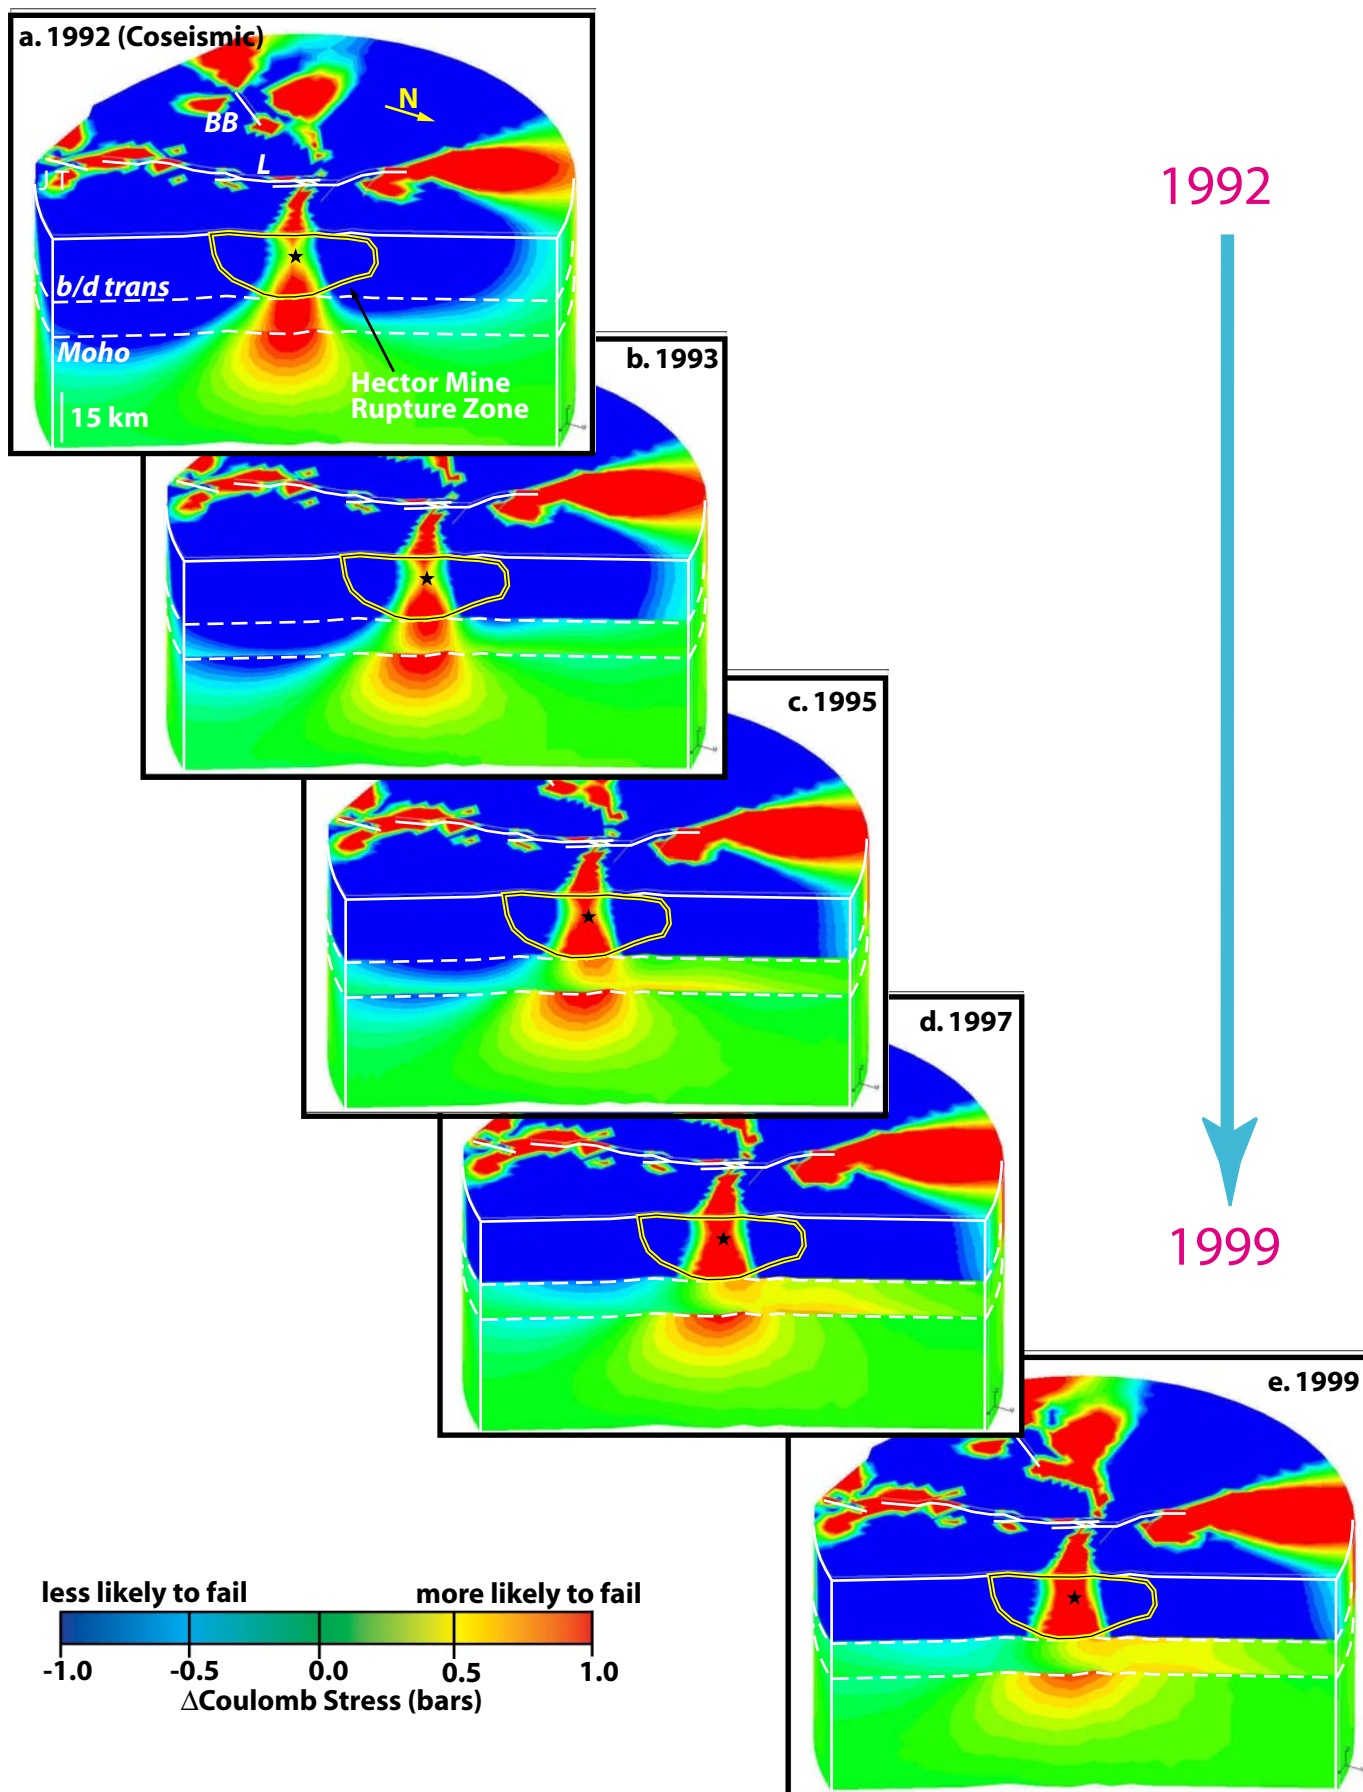 a. 1992 (Coseismic)
N
BB
L
J T
b/d trans
Moho
15 km
Hector Mine
Rupture Zone
1992
b. 1993
c. 1995
d. 1997
1999
e. 1999
less likely to fail more likely to fail
-1.0 -0.5 0.0 0.5 1.0
∆Coulomb Stress (bars)